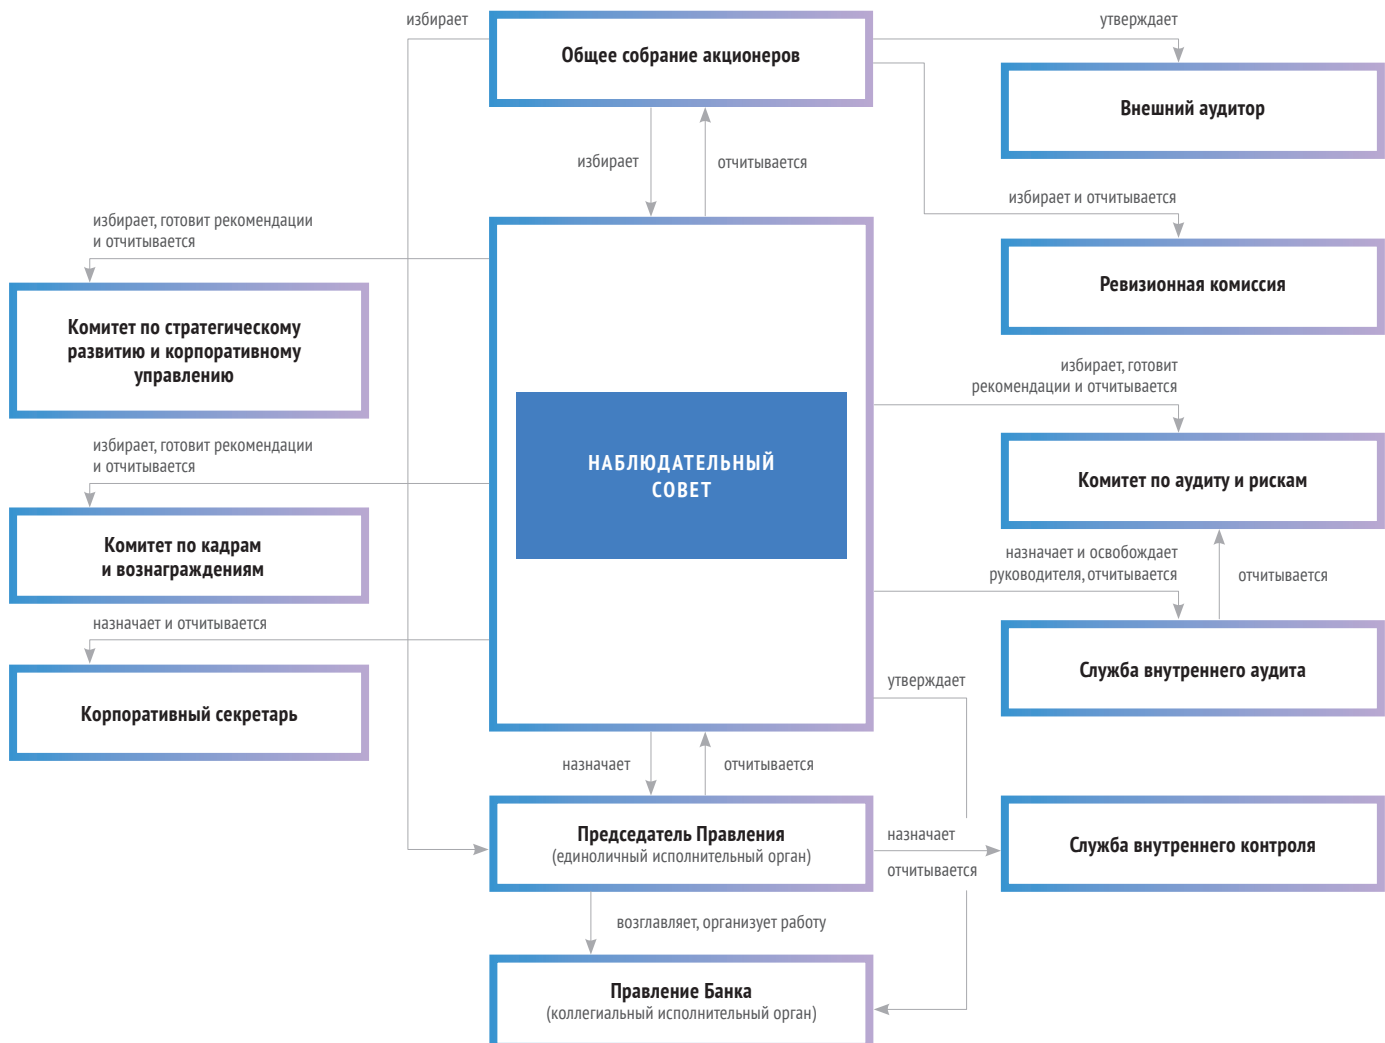 избирает
Общее собрание акционеров
утверждает
Внешний аудитор
избирает
отчитывается
избирает и отчитывается
Ревизионная комиссия
избирает, готовит рекомендации
и отчитывается
Комитет по стратегическому
развитию и корпоративному
управлению
избирает, готовит
рекомендации и отчитывается
Комитет по аудиту и рискам
избирает, готовит рекомендации
и отчитывается
Комитет по кадрам
и вознаграждениям
НАБЛЮДАТЕЛЬНЫЙ
СОВЕТ
назначает и освобождает
руководителя, отчитывается
отчитывается
Служба внутреннего аудита
назначает и отчитывается
Корпоративный секретарь
утверждает
назначает
отчитывается
Председатель Правления
(единоличный исполнительный орган)
назначает
отчитывается
Служба внутреннего контроля
возглавляет, организует работу
Правление Банка
(коллегиальный исполнительный орган)